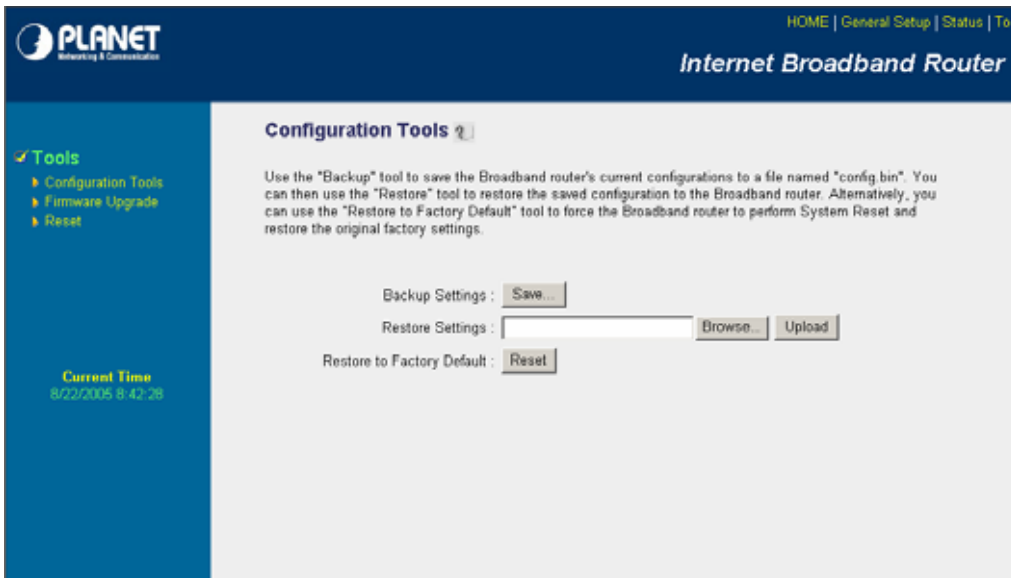 PLANET
Networking & Communication
HOME | General Setup | Status | To
Internet Broadband Router
Tools
Configuration Tools
Firmware Upgrade
Reset
Current Time
8/22/2005 8:42:28
Configuration Tools
Use the "Backup" tool to save the Broadband router's current configurations to a file named "config.bin". You
can then use the "Restore" tool to restore the saved configuration to the Broadband router. Alternatively, you
can use the "Restore to Factory Default" tool to force the Broadband router to perform System Reset and
restore the original factory settings.
Backup Settings : Save...
Restore Settings : Browse... Upload
Restore to Factory Default : Reset